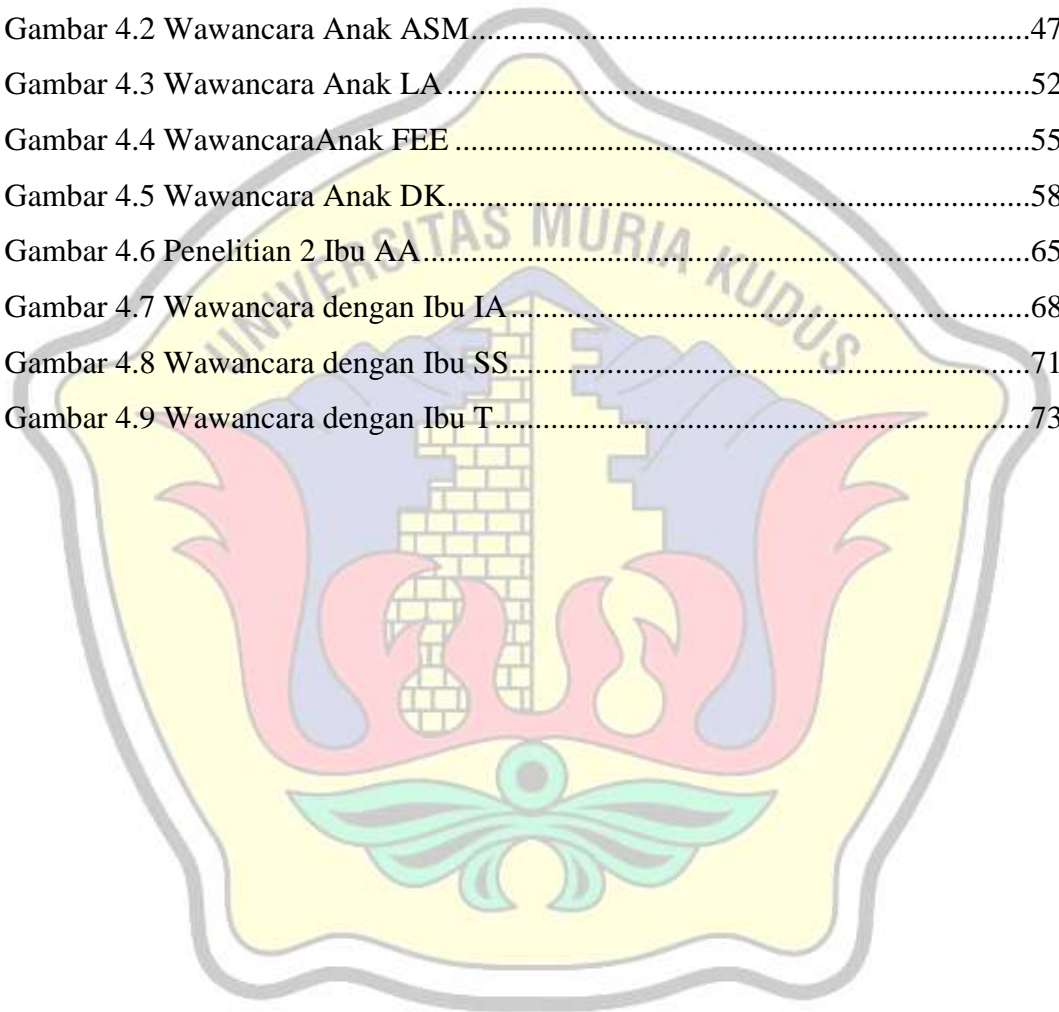 Gambar 4.2 Wawancara Anak ASM..............................................................................47
Gambar 4.3 Wawancara Anak LA .................................................................................52
Gambar 4.4 WawancaraAnak FEE ................................................................................55
Gambar 4.5 Wawancara Anak DK.................................................................................58
Gambar 4.6 Penelitian 2 Ibu AA.....................................................................................65
Gambar 4.7 Wawancara dengan Ibu IA..........................................................................68
Gambar 4.8 Wawancara dengan Ibu SS..........................................................................71
Gambar 4.9 Wawancara dengan Ibu T............................................................................73
UNIVERSITAS MURIA KUDUS